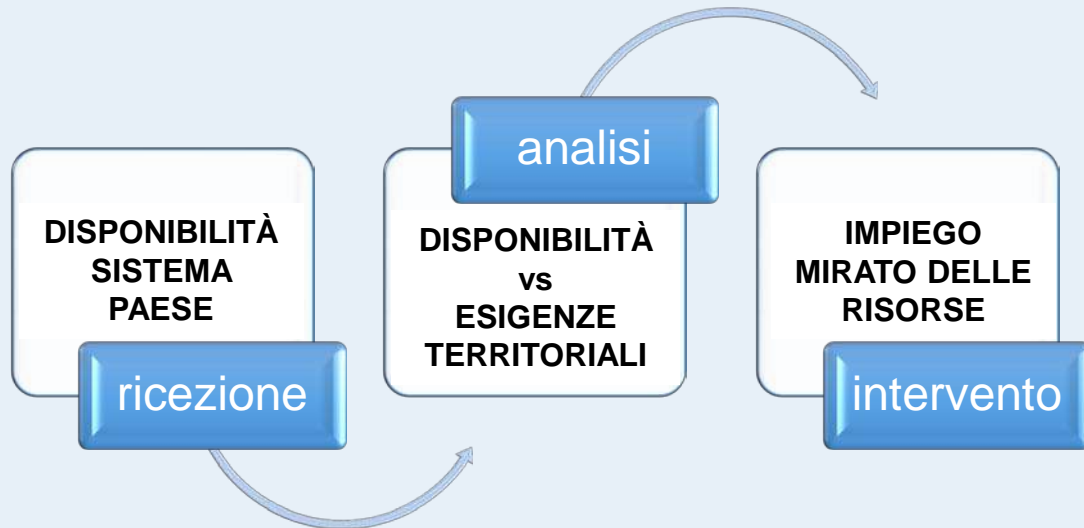 DISPONIBILITÀ
SISTEMA
PAESE
ricezione
analisi
DISPONIBILITÀ
vs
ESIGENZE
TERRITORIALI
IMPIEGO
MIRATO DELLE
RISORSE
intervento